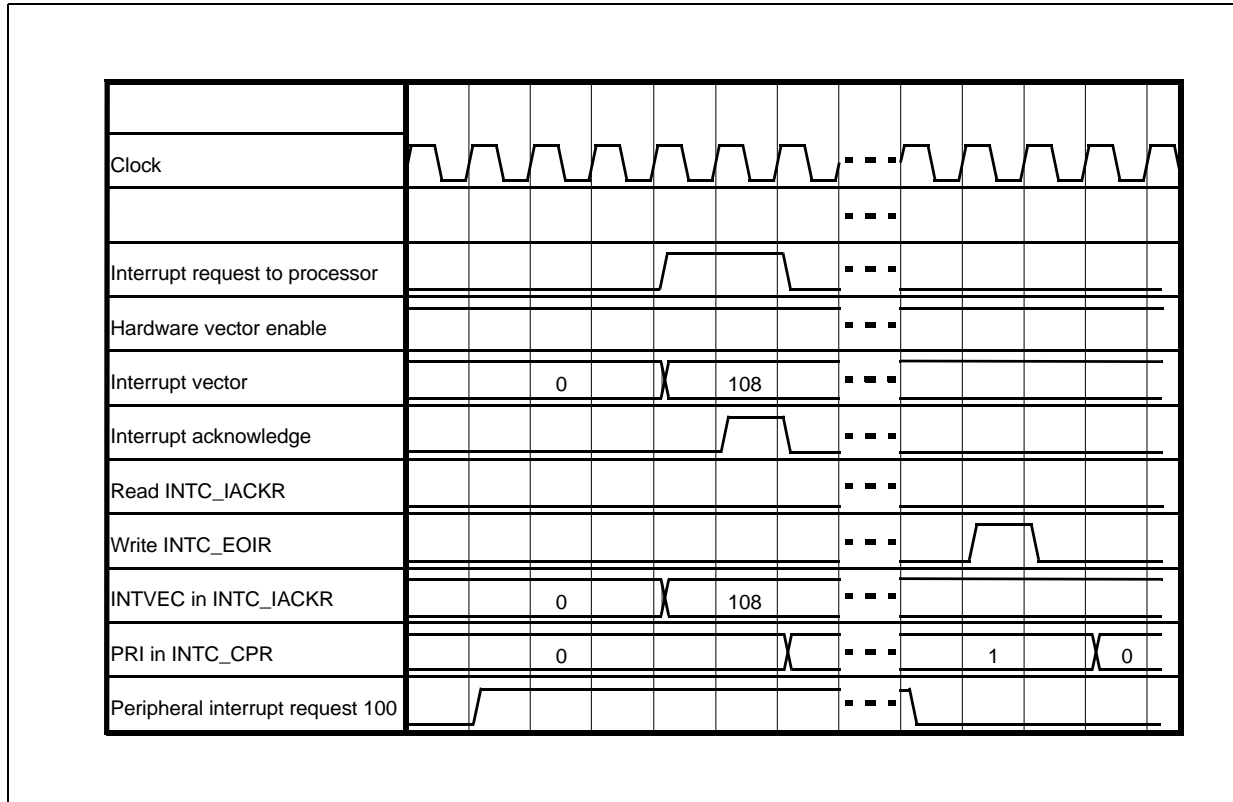 Clock
Interrupt request to processor
Hardware vector enable
Interrupt vector 0 108
Interrupt acknowledge
Read INTC_IACKR
Write INTC_EOIR
INTVEC in INTC_IACKR 0 108
PRI in INTC_CPR 0 1 0
Peripheral interrupt request 100